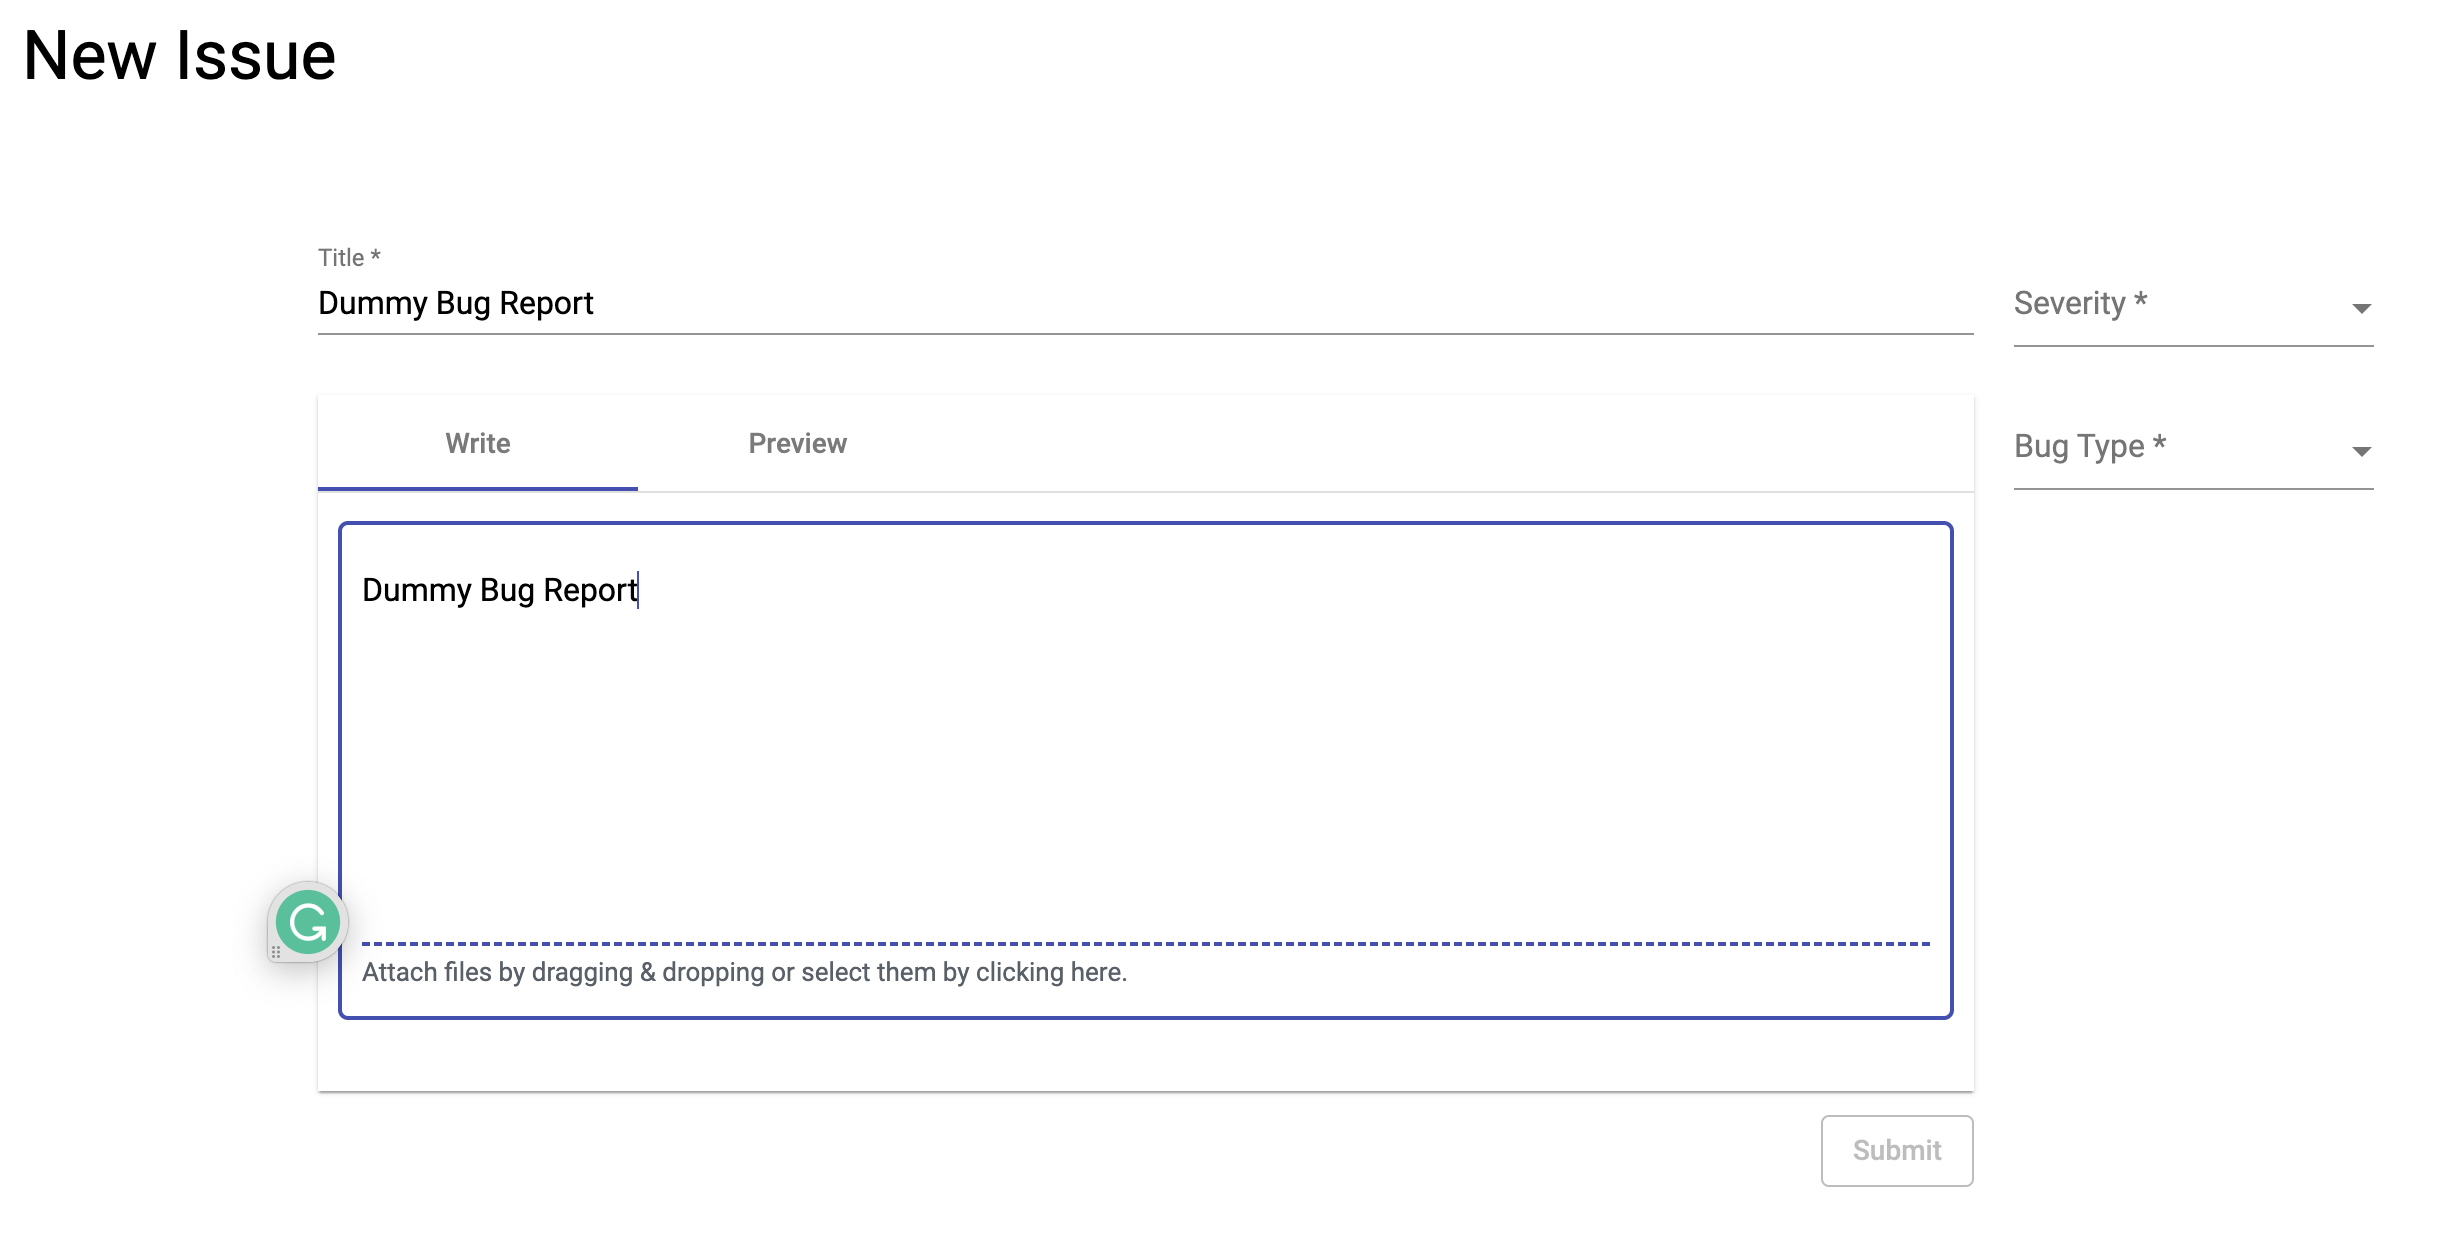 New Issue
Title *
Dummy Bug Report
Severity *
Write
Preview
Bug Type *
Dummy Bug Report
Attach files by dragging & dropping or select them by clicking here.
Submit